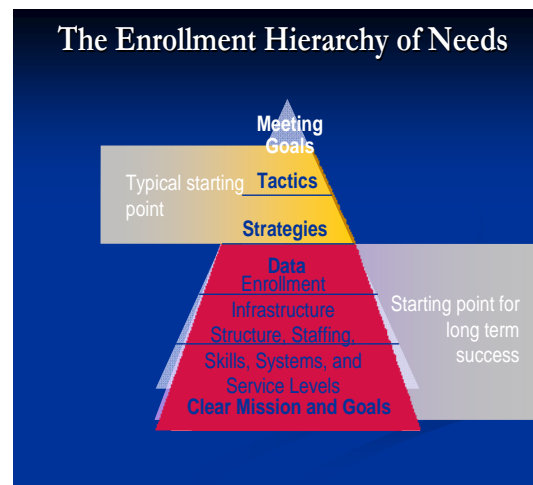 The Enrollment Hierarchy of Needs
Meeting
Goals
Typical starting
point
Tactics
Strategies
Data
Enrollment
Infrastructure
Structure, Staffing,
Skills, Systems, and
Service Levels
Clear Mission and Goals
Starting point for
long term
success